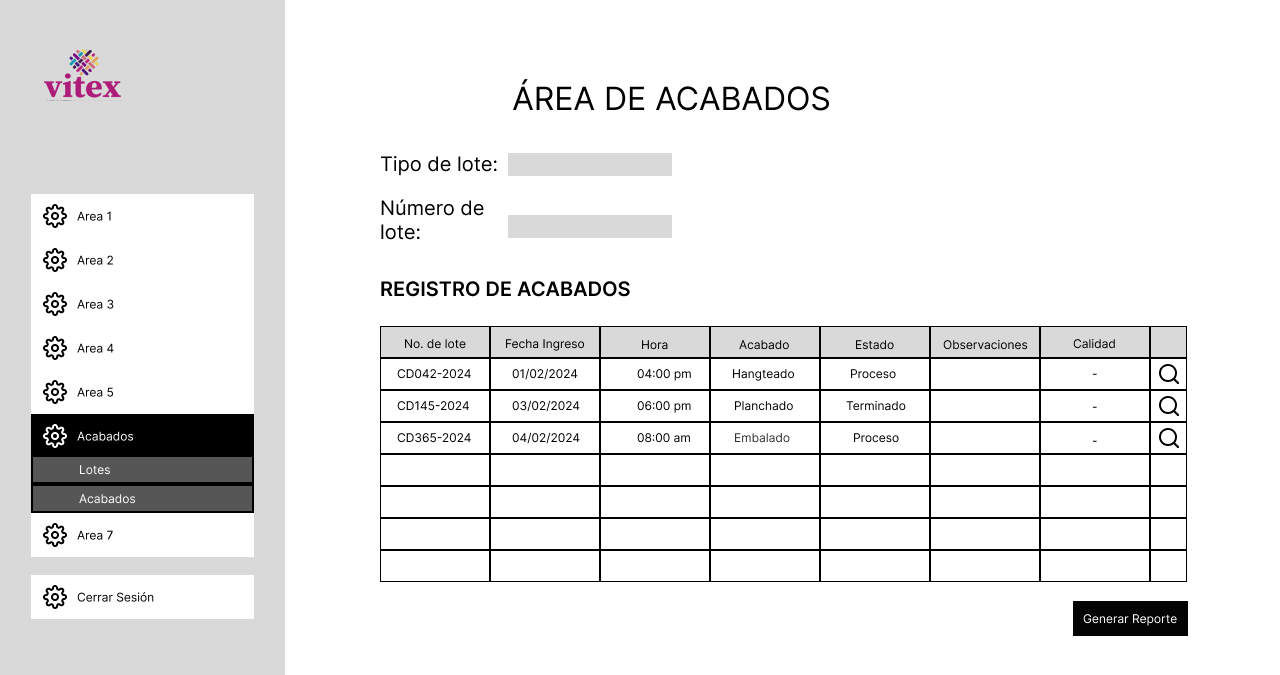 vitex
Area 1
Area 2
Area 3
Area 4
Area 5
Acabados
Lotes
Acabados
Area 7
Cerrar Sesión
ÁREA DE ACABADOS
Tipo de lote:
Número de
lote:
REGISTRO DE ACABADOS
No. de lote Fecha Ingreso Hora Acabado Estado Observaciones Calidad
CD042-2024 01/02/2024 04:00 pm Hangteado Proceso -
CD145-2024 03/02/2024 06:00 pm Planchado Terminado -
CD365-2024 04/02/2024 08:00 am Embalado Proceso -
Generar Reporte